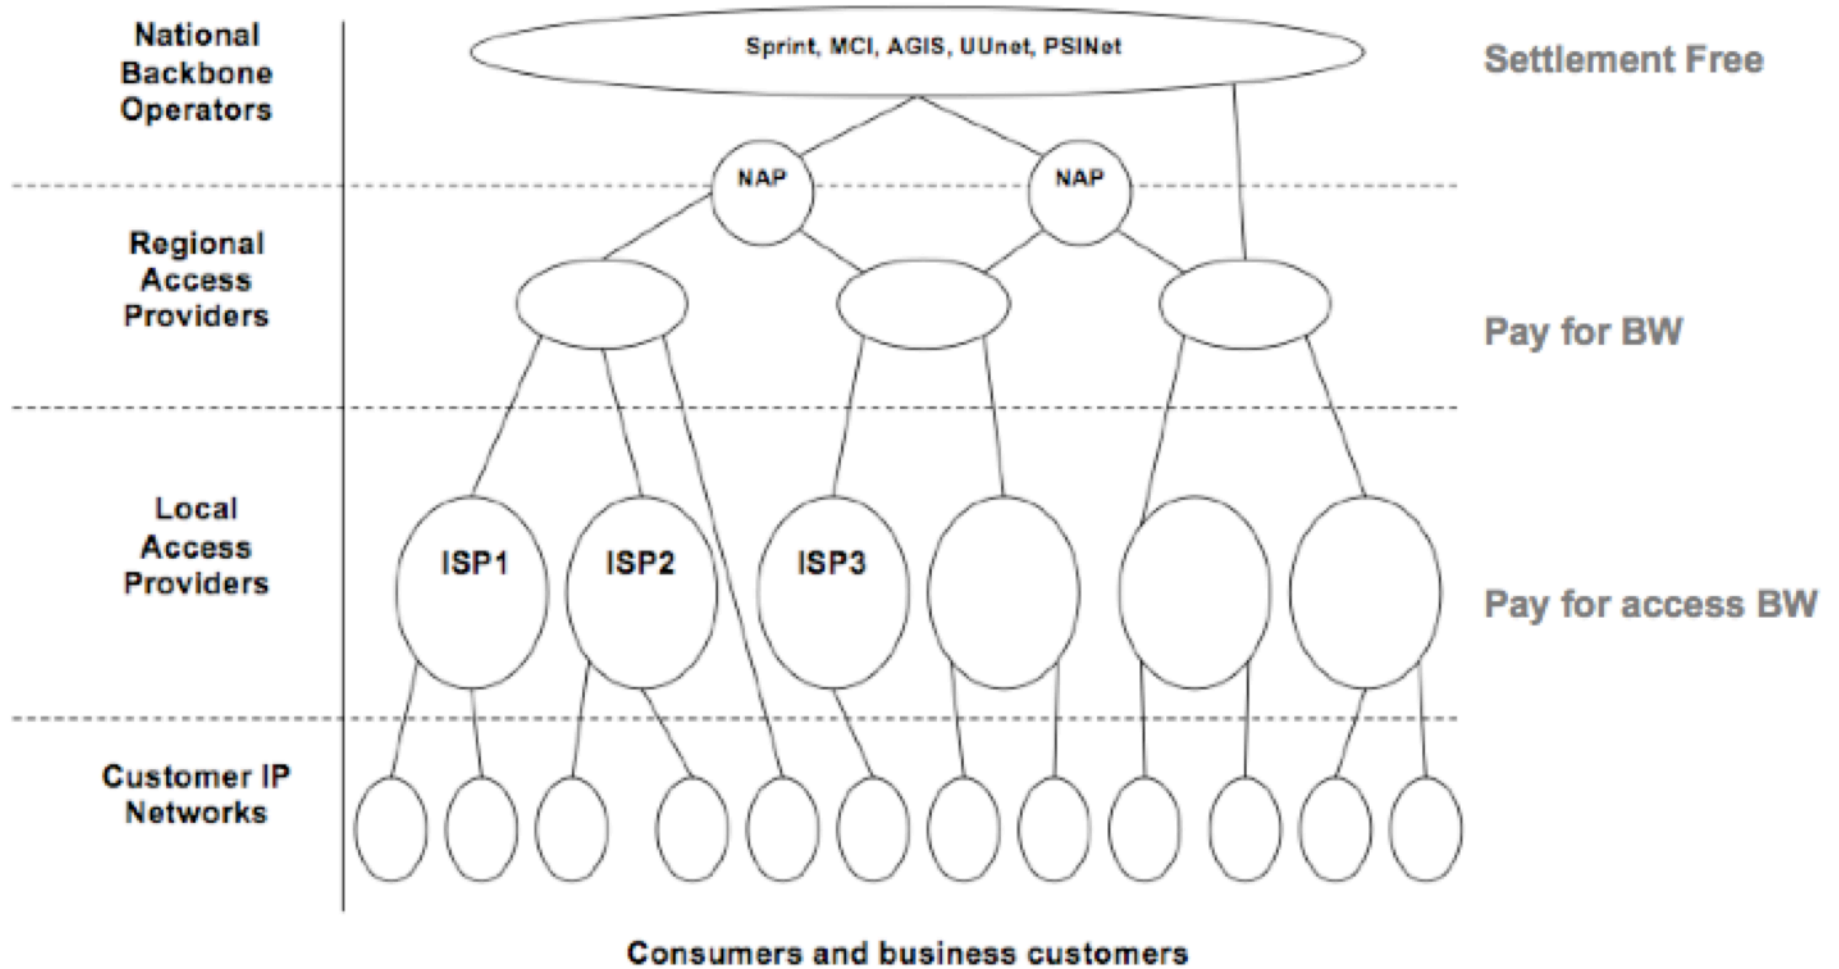 National
Backbone
Operators
Sprint, MCI, AGIS, UUnet, PSINet
Settlement Free
NAP
NAP
Regional
Access
Providers
Pay for BW
Local
Access
Providers
ISP1
ISP2
ISP3
Pay for access BW
Customer IP
Networks
Consumers and business customers